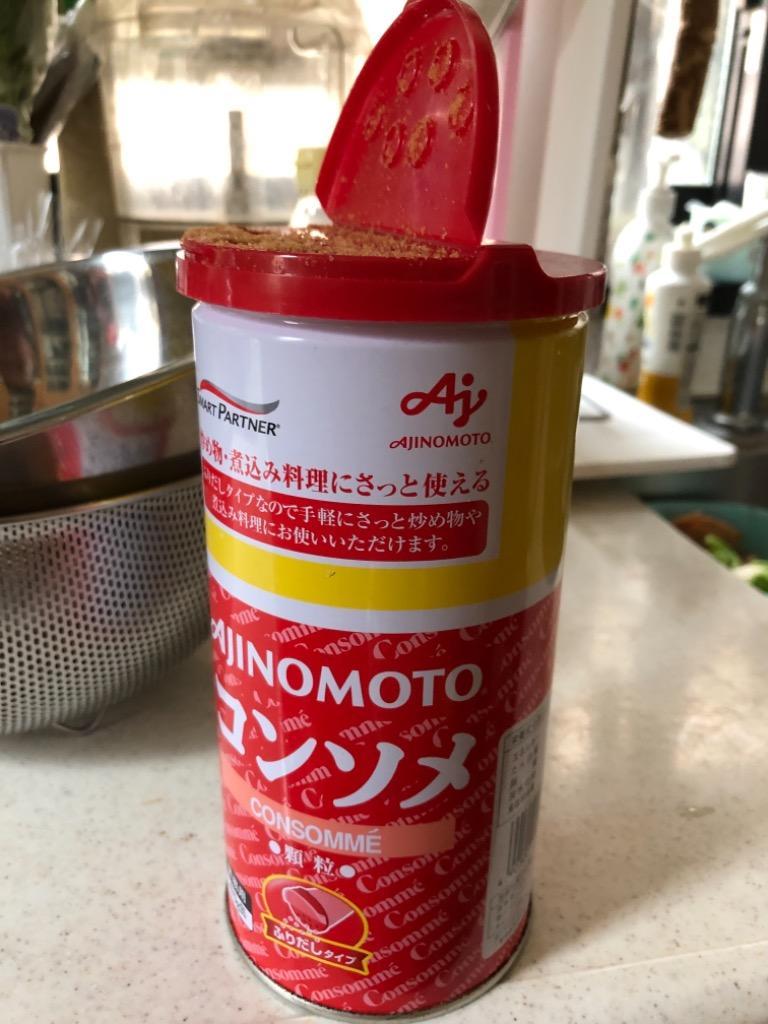 SMART PARTNER®
Aj
AJINOMOTO®
炒め物・煮込み料理にさっと使える
ふりだしタイプなので手軽にさっと炒め物や
煮込み料理にお使いいただけます。
AJINOMOTO®
コンソメ
CONSOMMÉ
●顆粒●
ふりだしタイプ
Consommé